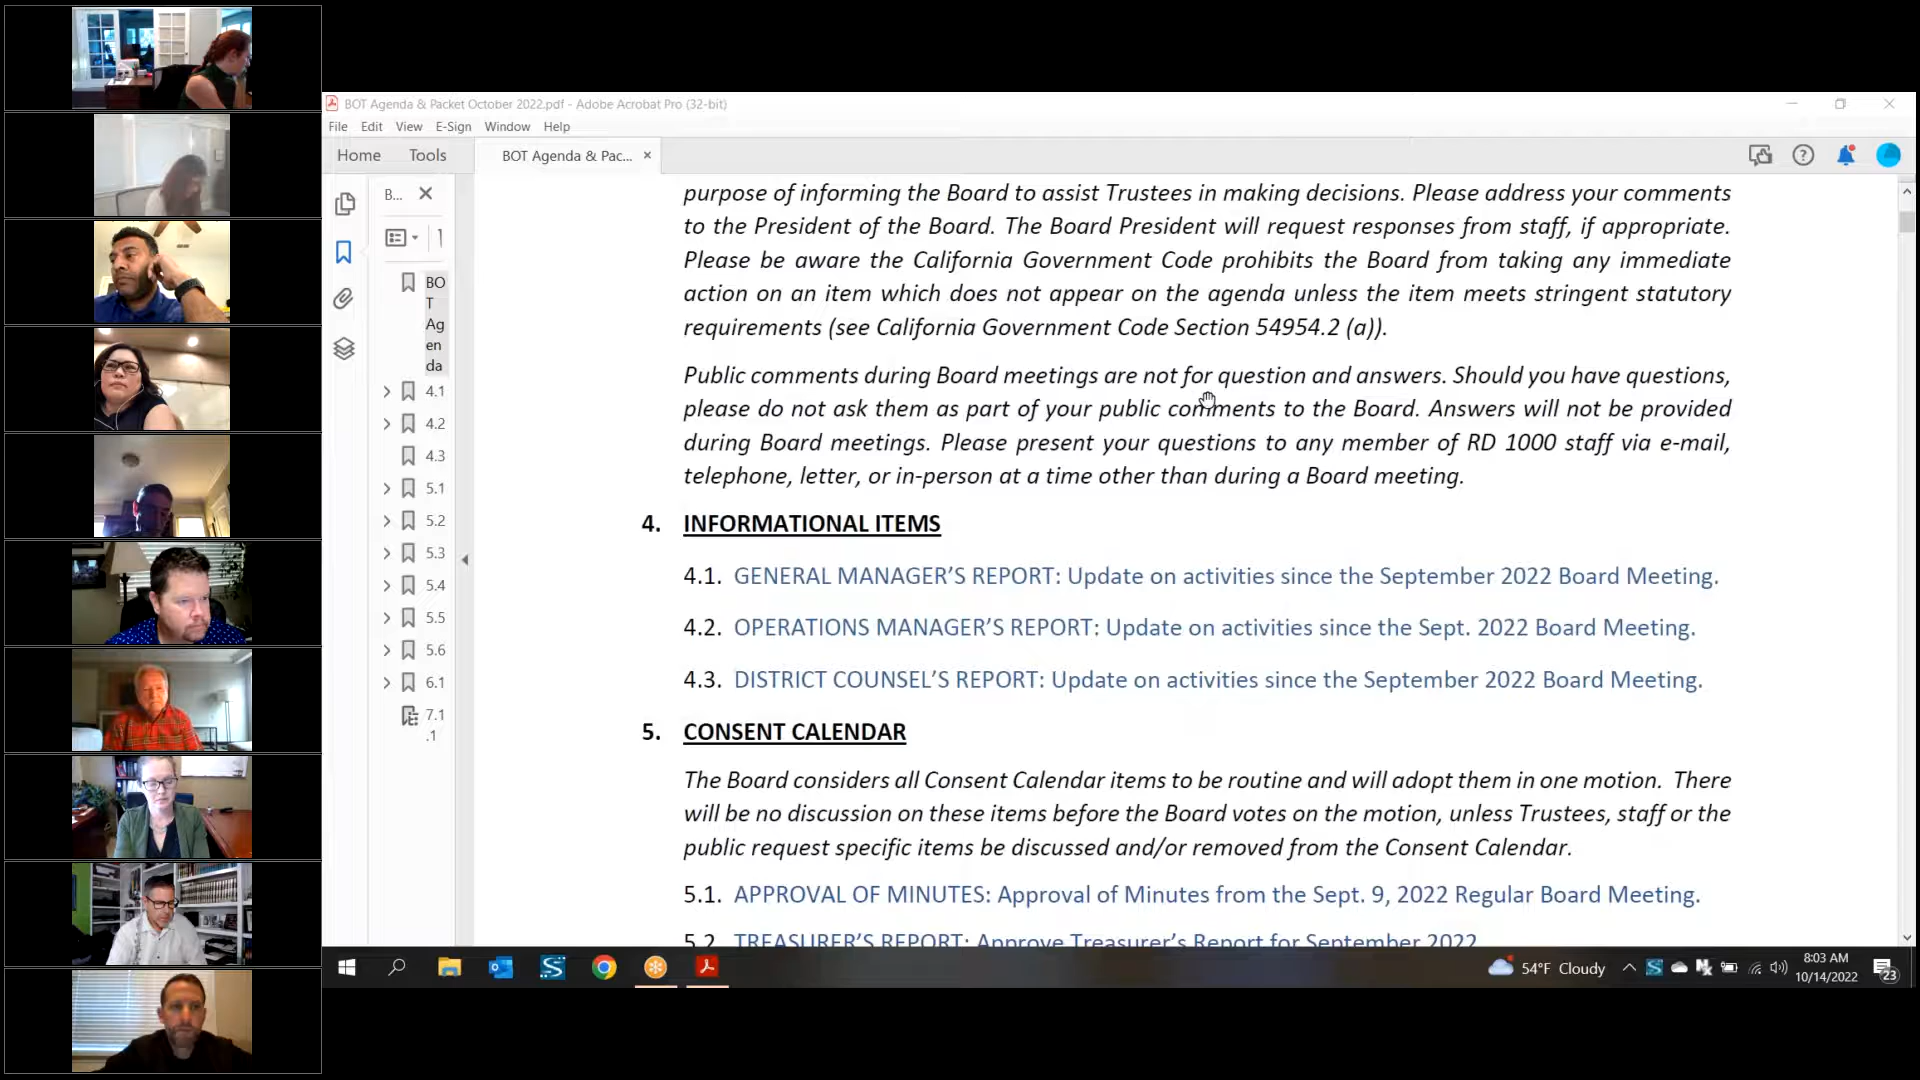 BOT Agenda & Packet October 2022.pdf - Adobe Acrobat Pro (32-bit)
File Edit View E-Sign Window Help
Home Tools BOT Agenda & Pac... ×
B...
BO
T
Ag
en
da
4.1
4.2
4.3
5.1
5.2
5.3
5.4
5.5
5.6
6.1
7.1
.1
purpose of informing the Board to assist Trustees in making decisions. Please address your comments
to the President of the Board. The Board President will request responses from staff, if appropriate.
Please be aware the California Government Code prohibits the Board from taking any immediate
action on an item which does not appear on the agenda unless the item meets stringent statutory
requirements (see California Government Code Section 54954.2 (a)).
Public comments during Board meetings are not for question and answers. Should you have questions,
please do not ask them as part of your public comments to the Board. Answers will not be provided
during Board meetings. Please present your questions to any member of RD 1000 staff via e-mail,
telephone, letter, or in-person at a time other than during a Board meeting.
4. INFORMATIONAL ITEMS
4.1. GENERAL MANAGER’S REPORT: Update on activities since the September 2022 Board Meeting.
4.2. OPERATIONS MANAGER’S REPORT: Update on activities since the Sept. 2022 Board Meeting.
4.3. DISTRICT COUNSEL’S REPORT: Update on activities since the September 2022 Board Meeting.
5. CONSENT CALENDAR
The Board considers all Consent Calendar items to be routine and will adopt them in one motion. There
will be no discussion on these items before the Board votes on the motion, unless Trustees, staff or the
public request specific items be discussed and/or removed from the Consent Calendar.
5.1. APPROVAL OF MINUTES: Approval of Minutes from the Sept. 9, 2022 Regular Board Meeting.
5.2. TREASURER’S REPORT: Approve Treasurer’s Report for September 2022.
54°F Cloudy
8:03 AM
10/14/2022
23